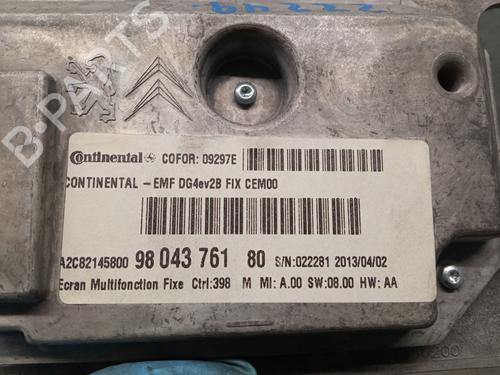 Continental COFOR: 09297E
CONTINENTAL - EMF DG4ev2B FIX CEM00
A2C82145800 98 043 761 80 S/N:022281 2013/04/02
Ecran Multifonction Fixe Ctrl:398 M MI: A.00 SW:08.00 HW: AA
B-PARTS